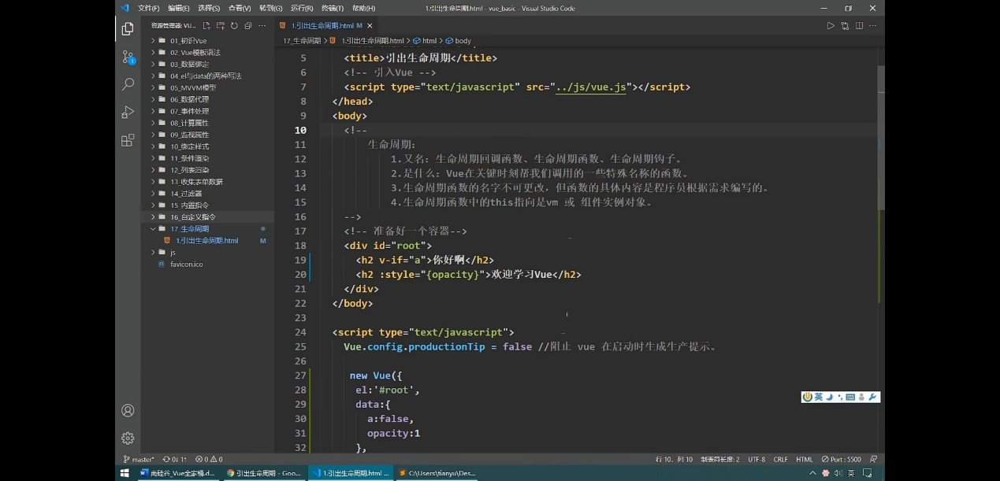 文件(F) 编辑(E) 选择(S) 查看(V) 转到(G) 运行(R) 终端(T) 帮助(H) 1.引出生命周期.html - vue_basic - Visual Studio Code
资源管理器: VU...
1.引出生命周期.html M
17_生命周期 > 1.引出生命周期.html > html > body
01_初识Vue
02_Vue模板语法
03_数据绑定
04_el与data的两种写法
05_MVVM模型
06_数据代理
07_事件处理
08_计算属性
09_监视属性
10_绑定样式
11_条件渲染
12_列表渲染
13_收集表单数据
14_过滤器
15_内置指令
16_自定义指令
17_生命周期
1.引出生命周期.html M
js
favicon.ico
5 <title>引出生命周期</title>
6 <!-- 引入Vue -->
7 <script type="text/javascript" src="../js/vue.js"></script>
8 </head>
9 <body>
10 <!--
11 生命周期:
12 1.又名: 生命周期回调函数、生命周期函数、生命周期钩子。
13 2.是什么: Vue在关键时刻帮我们调用的一些特殊名称的函数。
14 3.生命周期函数的名字不可更改,但函数的具体内容是程序员根据需求编写的。
15 4.生命周期函数中的this指向是vm 或 组件实例对象。
16 -->
17 <!-- 准备好一个容器-->
18 <div id="root">
19 <h2 v-if="a">你好啊</h2>
20 <h2 :style="{opacity}">欢迎学习Vue</h2>
21 </div>
22 </body>
23
24 <script type="text/javascript">
25 Vue.config.productionTip = false //阻止 vue 在启动时生成生产提示。
26
27 new Vue({
28 el:'#root',
29 data:{
30 a:false,
31 opacity:1
32 },
英
master* 0↓ 1↑ 0 0 行 10, 列 10 制表符长度: 2 UTF-8 CRLF HTML Port : 5500
尚硅谷_Vue全家桶.d... 引出生命周期 - Goo... 1.引出生命周期.html ... C:\Users\tianyu\Des... 英